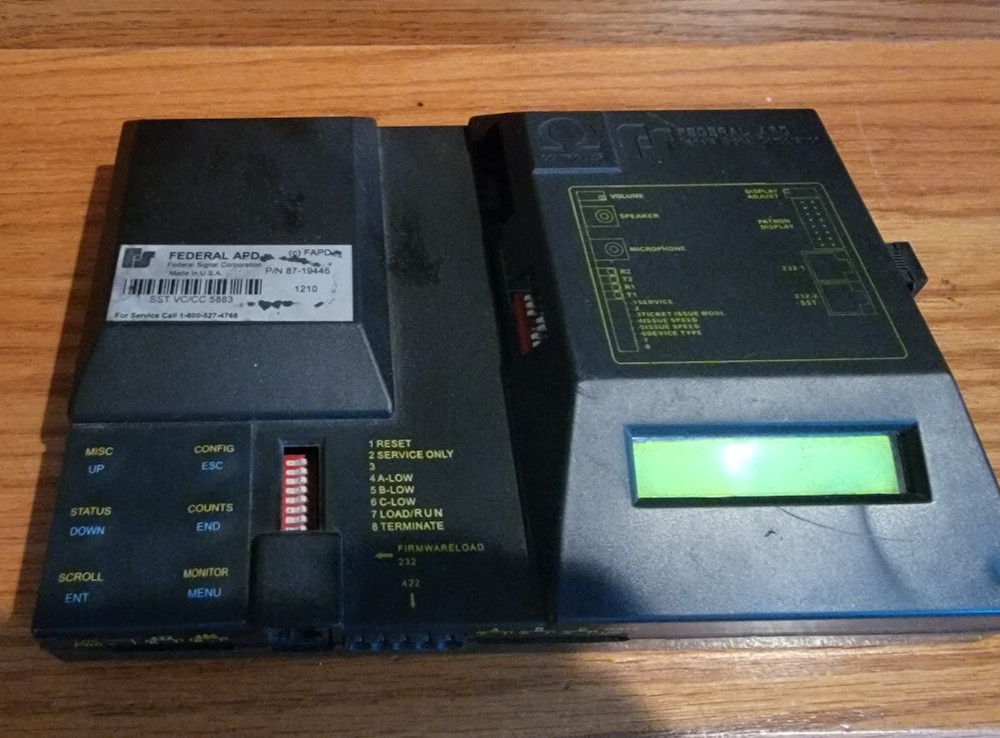 FEDERAL APD
(c) FAPD
Federal Signal Corporation
Made in U.S.A.
P/N 87-19446
1210
SST VC/CC 5883
For Service Call 1-800-527-4768
MISC
UP
CONFIG
ESC
STATUS
DOWN
COUNTS
END
SCROLL
ENT
MONITOR
MENU
1 RESET
2 SERVICE ONLY
3
4 A-LOW
5 B-LOW
6 C-LOW
7 LOAD/RUN
8 TERMINATE
FIRMWARELOAD
232
422
FEDERAL APD
VOLUME
SPEAKER
MICROPHONE
R2
T2
R1
T1
1SERVICE
2
3TICKET ISSUE MODE
4ISSUE SPEED
5ISSUE SPEED
6DEVICE TYPE
7
8
DISPLAY
ADJUST
PATRON
DISPLAY
232-1
232-2
SST